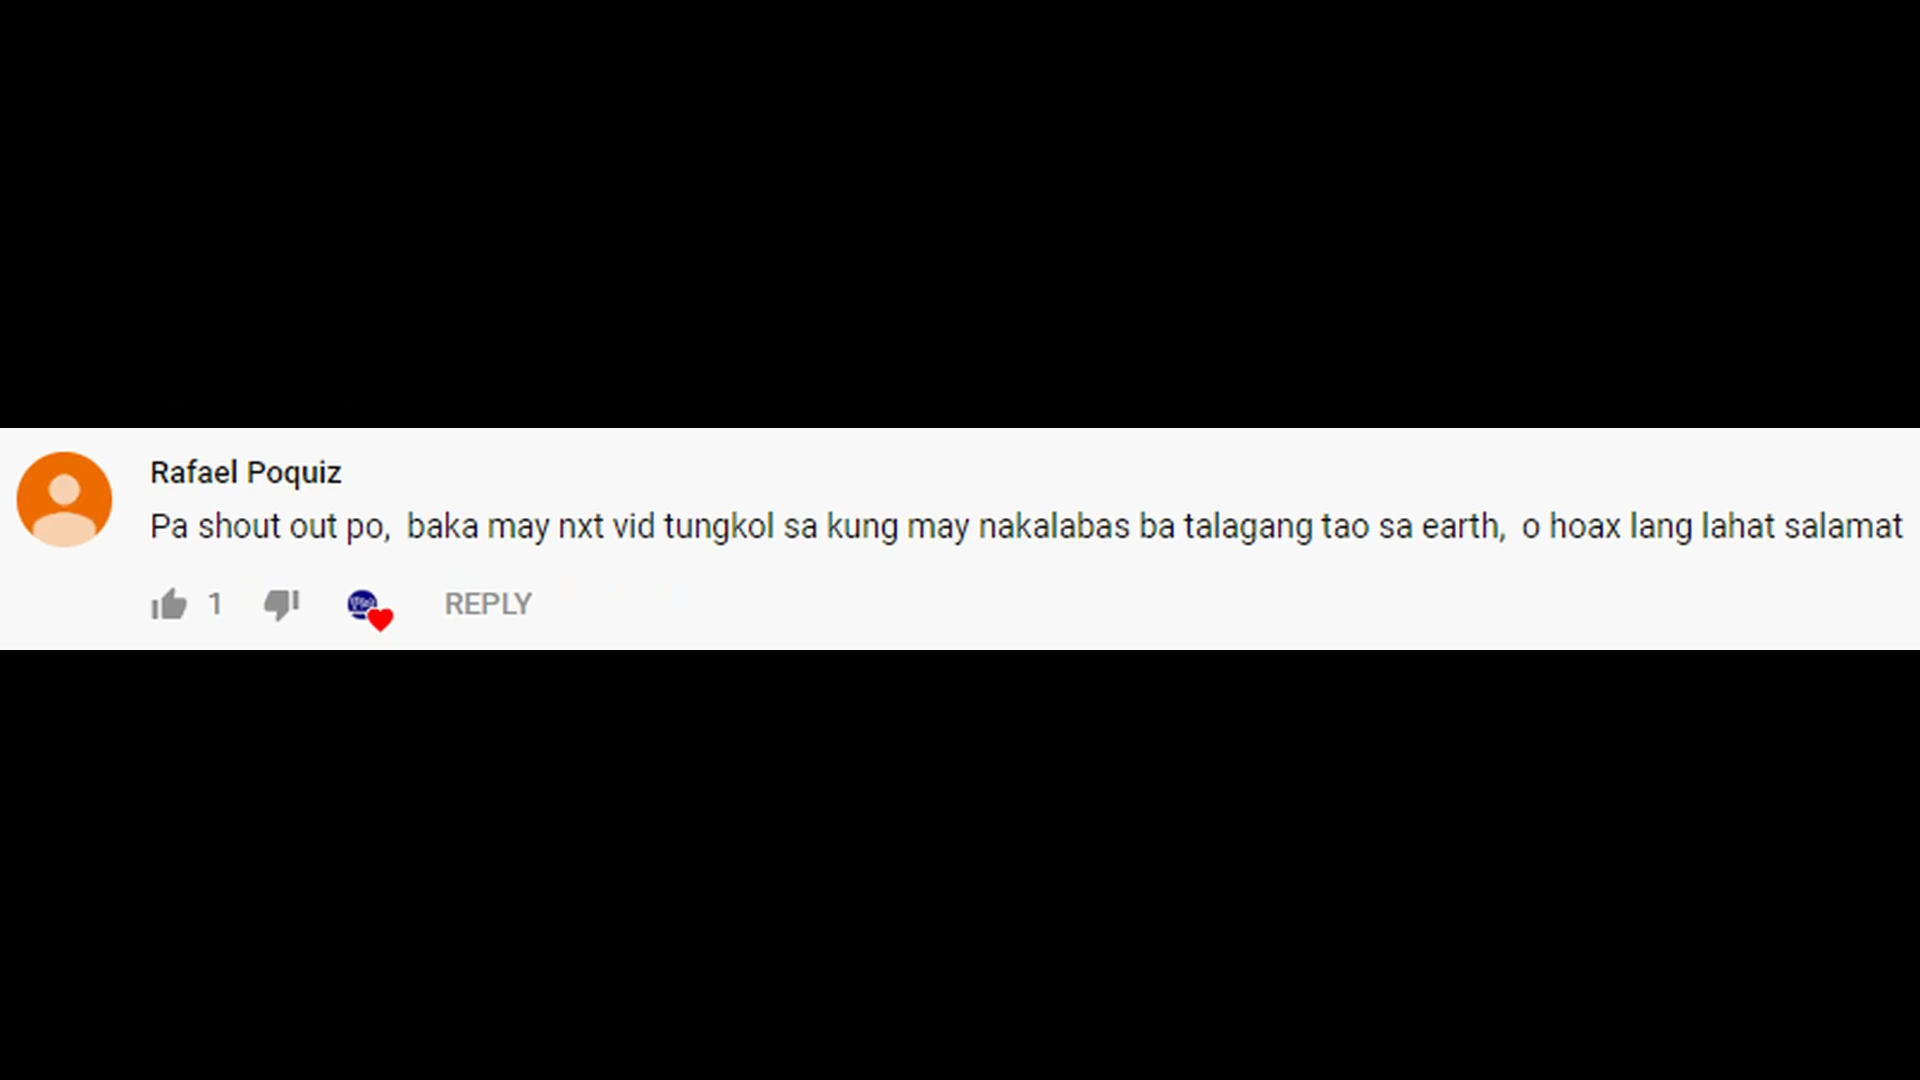 Rafael Poquiz
Pa shout out po, baka may nxt vid tungkol sa kung may nakalabas ba talagang tao sa earth, o hoax lang lahat salamat
1 REPLY